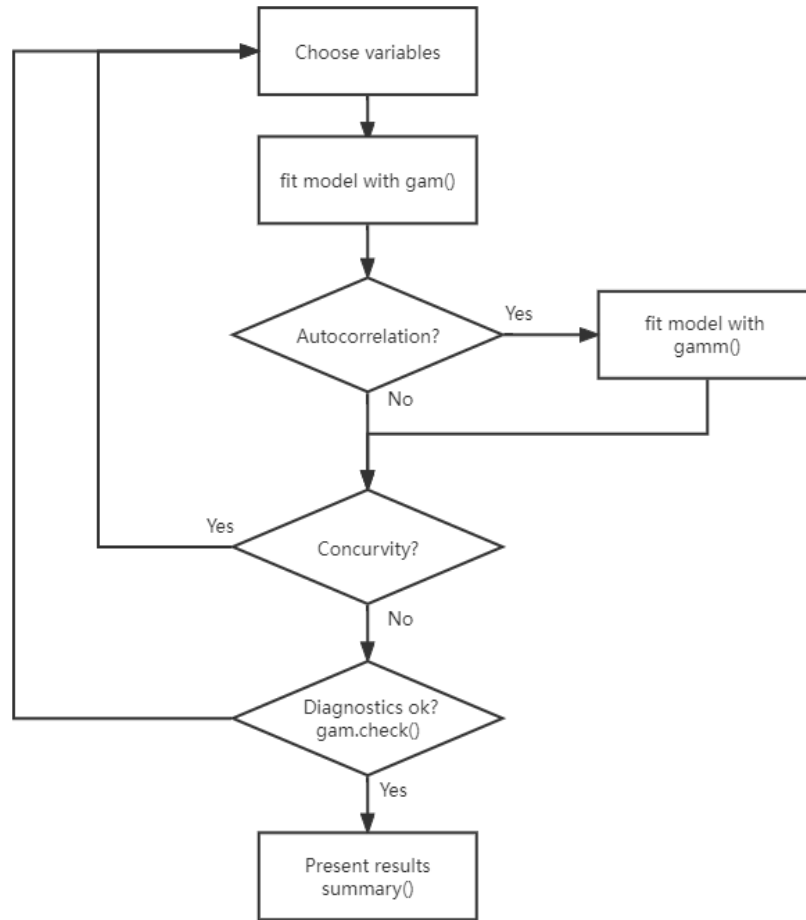 Choose variables
fit model with gam()
Autocorrelation?
Yes
fit model with
gamm()
No
Yes
Concurvity?
No
Diagnostics ok?
gam.check()
Yes
Present results
summary()